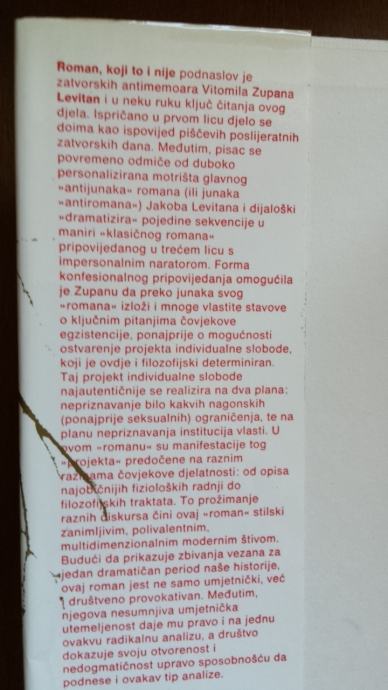 Roman, koji to i nije podnaslov je
zatvorskih antimemoara Vitomila Zupana
Levitan i u neku ruku ključ čitanja ovog
djela. Ispričano u prvom licu djelo se
doima kao ispovijed piščevih poslijeratnih
zatvorskih dana. Međutim, pisac se
povremeno odmiče od duboko
personalizirana motrišta glavnog
»antijunaka« romana (ili junaka
»antiromana«) Jakoba Levitana i dijaloški
»dramatizira« pojedine sekvencije u
maniri »klasičnog romana«
pripovijedanog u trećem licu s
impersonalnim naratorom. Forma
konfesionalnog pripovijedanja omogućila
je Zupanu da preko junaka svog
»romana« izloži i mnoge vlastite stavove
o ključnim pitanjima čovjekove
egzistencije, ponajprije o mogućnosti
ostvarenje projekta individualne slobode,
koji je ovdje i filozofijski determiniran.
Taj projekt individualne slobode
najautentičnije se realizira na dva plana:
nepriznavanje bilo kakvih nagonskih
(ponajprije seksualnih) ograničenja, te na
planu nepriznavanja institucija vlasti. U
ovom »romanu« su manifestacije tog
»projekta« predočene na raznim
razinama čovjekove djelatnosti: od opisa
najobičnijih fizioloških radnji do
filozofijskih traktata. To prožimanje
raznih diskursa čini ovaj »roman« stilski
zanimljivim, polivalentnim,
multidimenzionalnim modernim štivom.
Budući da prikazuje zbivanja vezana za
jedan dramatičan period naše historije,
ovaj roman jest ne samo umjetnički, već
i društveno provokativan. Međutim,
njegova nesumnjiva umjetnička
utemeljenost daje mu pravo i na jednu
ovakvu radikalnu analizu, a društvo
dokazuje svoju otvorenost i
nedogmatičnost upravo sposobnošću da
podnese i ovakav tip analize.